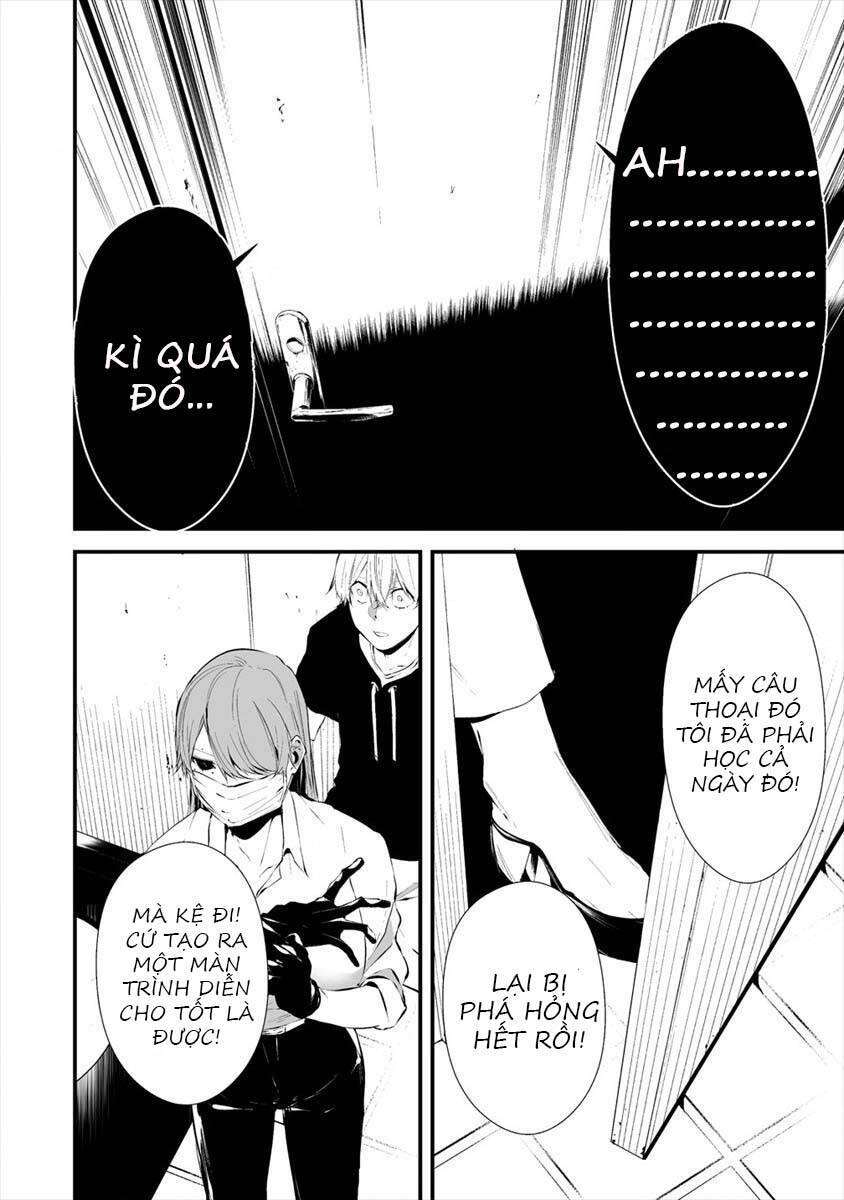 AH...........
..............
..............
..............
.............
..........
.......
KÌ QUÁ
ĐÓ...
MẤY CÂU
THOẠI ĐÓ
TÔI ĐÃ PHẢI
HỌC CẢ
NGÀY ĐÓ!
LẠI BỊ
PHÁ HỎNG
HẾT RỒI!
MÀ KỆ ĐI!
CỨ TẠO RA
MỘT MÀN
TRÌNH DIỄN
CHO TỐT LÀ
ĐƯỢC!